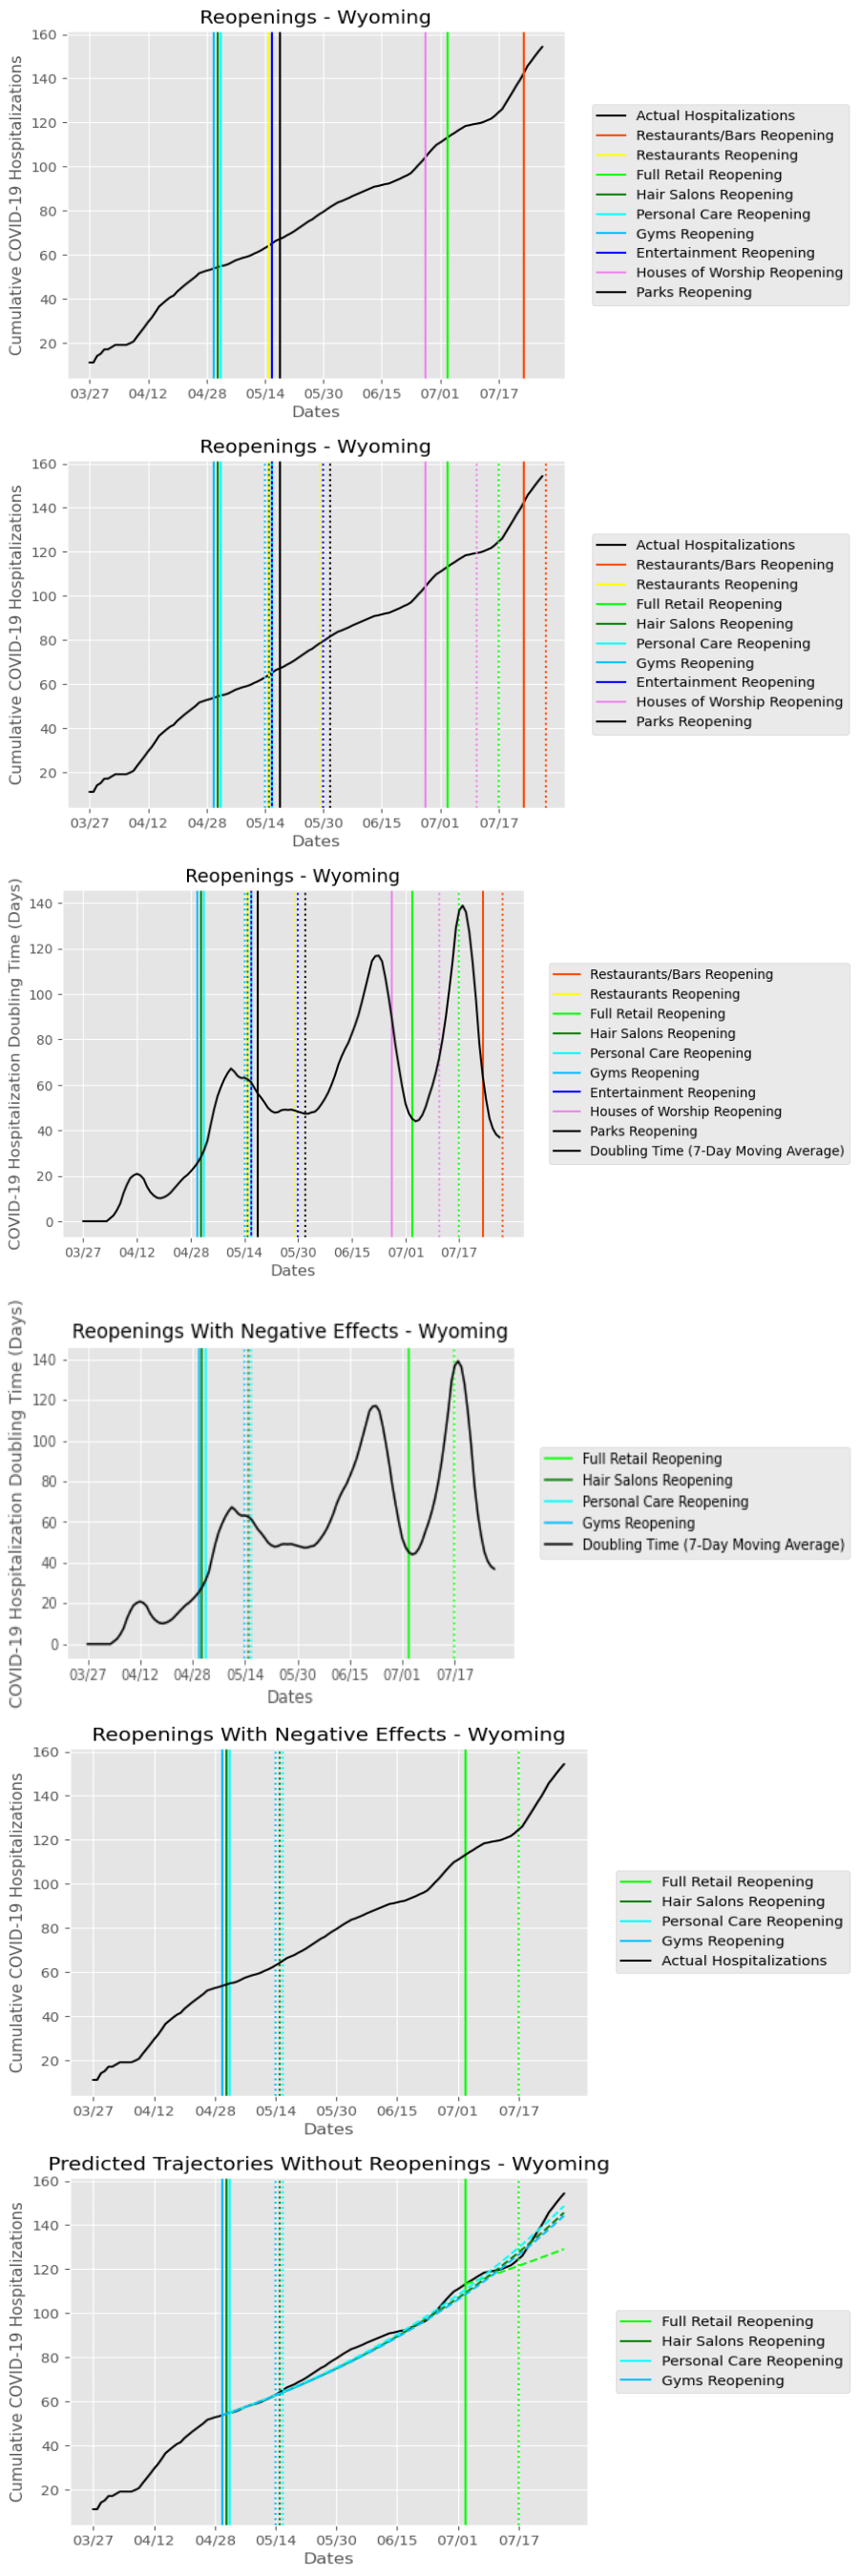 Reopenings - Wyoming
Cumulative COVID-19 Hospitalizations
160
140
120
100
80
60
40
20
03/27 04/12 04/28 05/14 05/30 06/15 07/01 07/17
Dates
Actual Hospitalizations
Restaurants/Bars Reopening
Restaurants Reopening
Full Retail Reopening
Hair Salons Reopening
Personal Care Reopening
Gyms Reopening
Entertainment Reopening
Houses of Worship Reopening
Parks Reopening
Reopenings - Wyoming
Cumulative COVID-19 Hospitalizations
160
140
120
100
80
60
40
20
03/27 04/12 04/28 05/14 05/30 06/15 07/01 07/17
Dates
Actual Hospitalizations
Restaurants/Bars Reopening
Restaurants Reopening
Full Retail Reopening
Hair Salons Reopening
Personal Care Reopening
Gyms Reopening
Entertainment Reopening
Houses of Worship Reopening
Parks Reopening
Reopenings - Wyoming
COVID-19 Hospitalization Doubling Time (Days)
140
120
100
80
60
40
20
0
03/27 04/12 04/28 05/14 05/30 06/15 07/01 07/17
Dates
Restaurants/Bars Reopening
Restaurants Reopening
Full Retail Reopening
Hair Salons Reopening
Personal Care Reopening
Gyms Reopening
Entertainment Reopening
Houses of Worship Reopening
Parks Reopening
Doubling Time (7-Day Moving Average)
Reopenings With Negative Effects - Wyoming
COVID-19 Hospitalization Doubling Time (Days)
140
120
100
80
60
40
20
0
03/27 04/12 04/28 05/14 05/30 06/15 07/01 07/17
Dates
Full Retail Reopening
Hair Salons Reopening
Personal Care Reopening
Gyms Reopening
Doubling Time (7-Day Moving Average)
Reopenings With Negative Effects - Wyoming
Cumulative COVID-19 Hospitalizations
160
140
120
100
80
60
40
20
03/27 04/12 04/28 05/14 05/30 06/15 07/01 07/17
Dates
Full Retail Reopening
Hair Salons Reopening
Personal Care Reopening
Gyms Reopening
Actual Hospitalizations
Predicted Trajectories Without Reopenings - Wyoming
Cumulative COVID-19 Hospitalizations
160
140
120
100
80
60
40
20
03/27 04/12 04/28 05/14 05/30 06/15 07/01 07/17
Dates
Full Retail Reopening
Hair Salons Reopening
Personal Care Reopening
Gyms Reopening